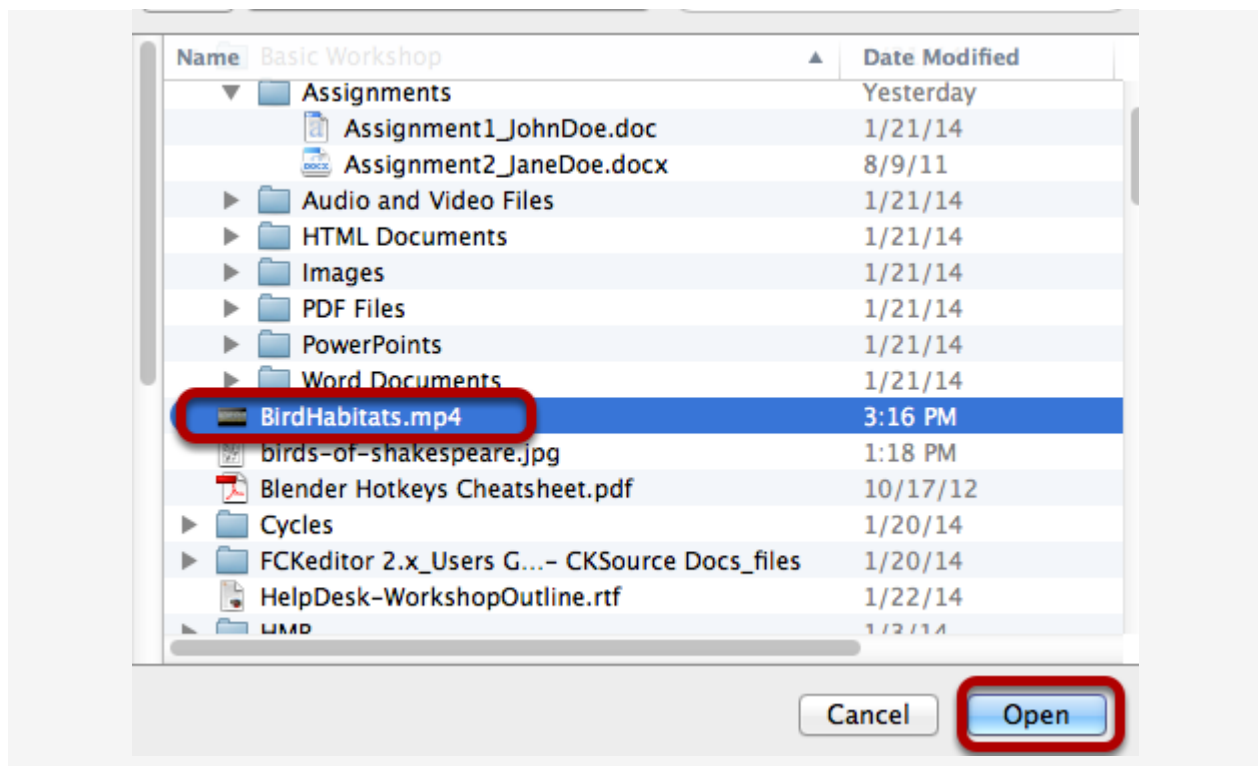 Name Basic Workshop ▲ Date Modified
Assignments Yesterday
Assignment1_JohnDoe.doc 1/21/14
Assignment2_JaneDoe.docx 8/9/11
Audio and Video Files 1/21/14
HTML Documents 1/21/14
Images 1/21/14
PDF Files 1/21/14
PowerPoints 1/21/14
Word Documents 1/21/14
BirdHabitats.mp4 3:16 PM
birds-of-shakespeare.jpg 1:18 PM
Blender Hotkeys Cheatsheet.pdf 10/17/12
Cycles 1/20/14
FCKeditor 2.x_Users G...– CKSource Docs_files 1/20/14
HelpDesk-WorkshopOutline.rtf 1/22/14
1/3/14
Cancel Open